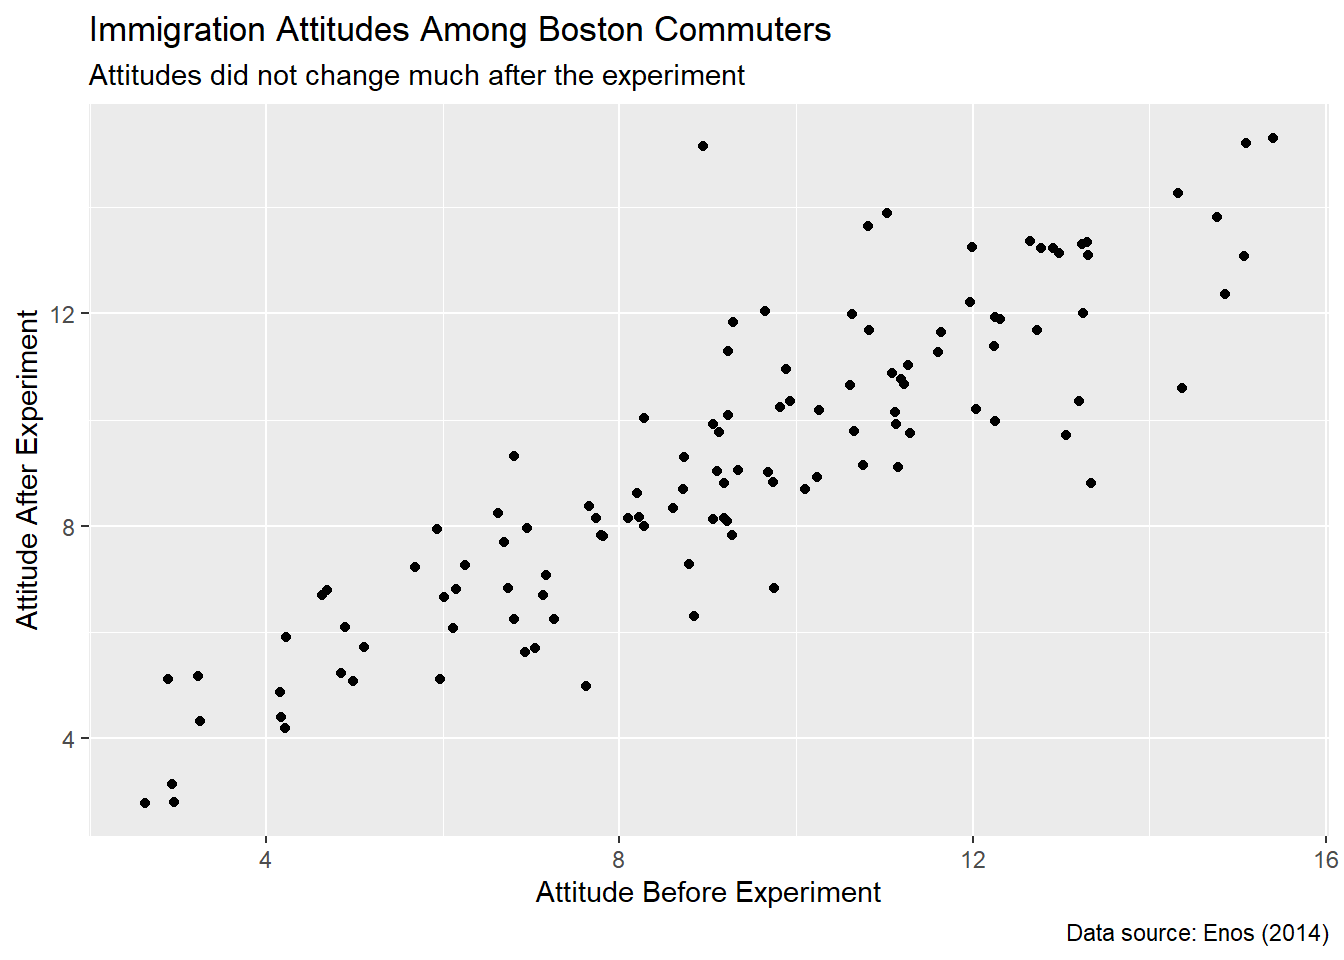 Immigration Attitudes Among Boston Commuters
Attitudes did not change much after the experiment
Attitude After Experiment
12
8
4
4 8 12 16
Attitude Before Experiment
Data source: Enos (2014)